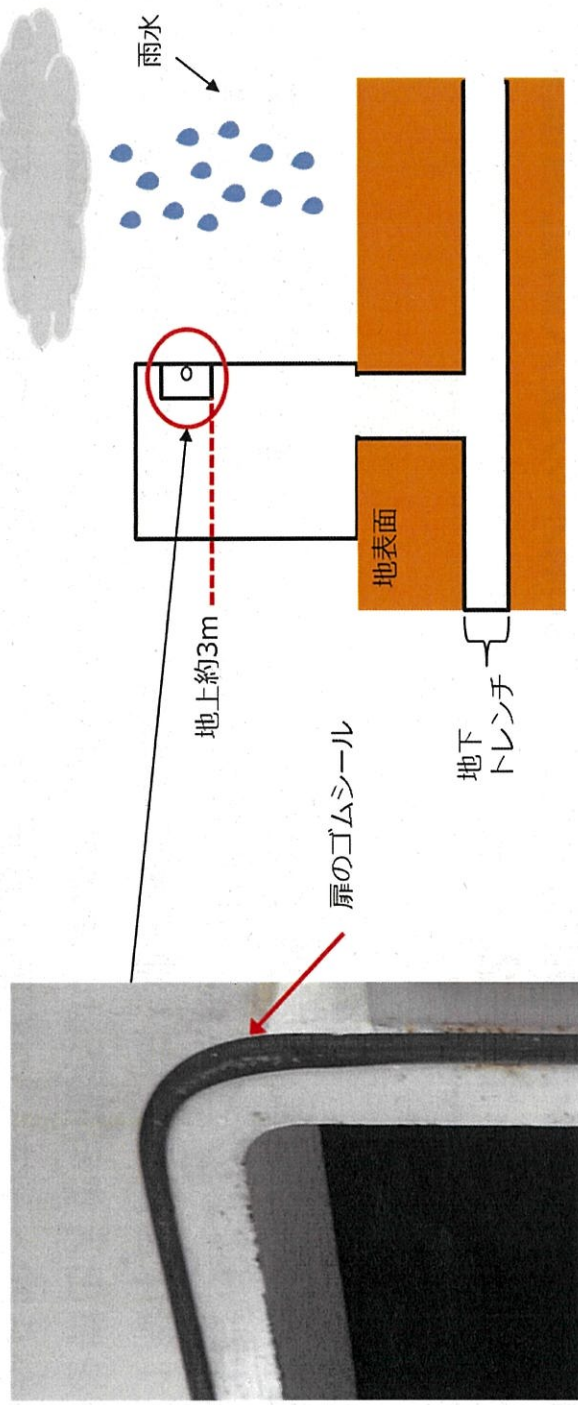 雨水
地上約3m
地表面
扉のゴムシール
地下
トレンチ